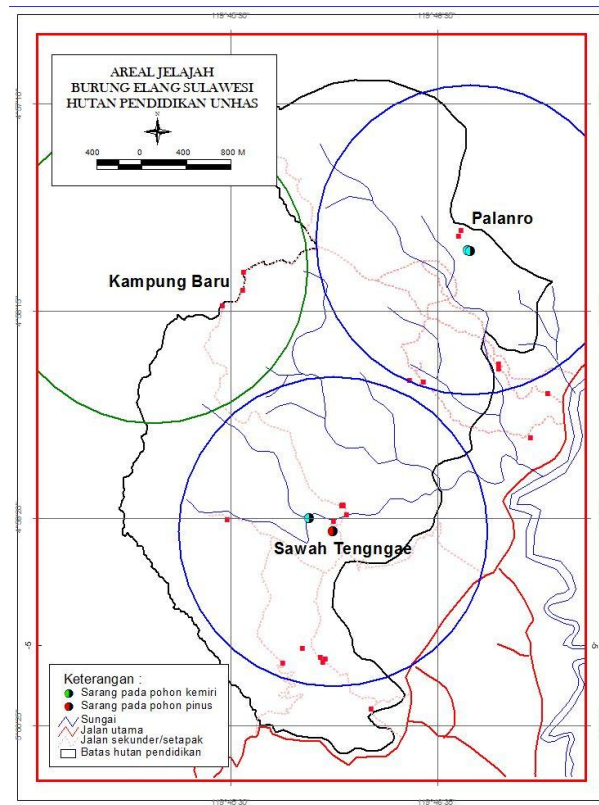 AREAL JELAJAH
BURUNG ELANG SULAWESI
HUTAN PENDIDIKAN UNHAS
N
400 0 400 800 M
Palanro
Kampung Baru
Sawah Tengngae
Keterangan :
Sarang pada pohon kemiri
Sarang pada pohon pinus
Sungai
Jalan utama
Jalan sekunder/setapak
Batas hutan pendidikan